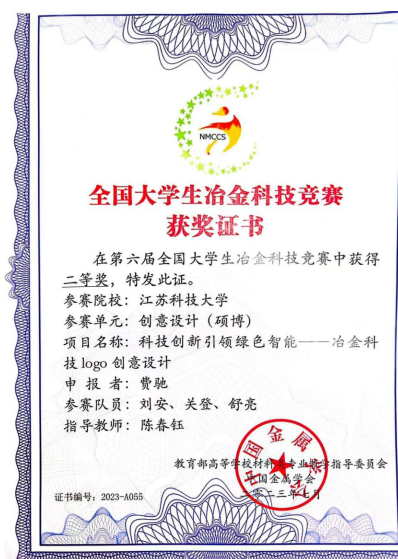 NMCCS
全国大学生冶金科技竞赛
获奖证书
在第六届全国大学生冶金科技竞赛中获得
二等奖，特发此证。
参赛院校：江苏科技大学
参赛单元：创意设计（硕博）
项目名称：科技创新引领绿色智能——冶金科
技logo创意设计
申 报 者：费驰
参赛队员：刘安、关登、舒亮
指导教师：陈春钰
教育部高等学校材料类专业教学指导委员会
中国金属学会
二〇二三年七月
中国金属学会
证书编号：2023-A055